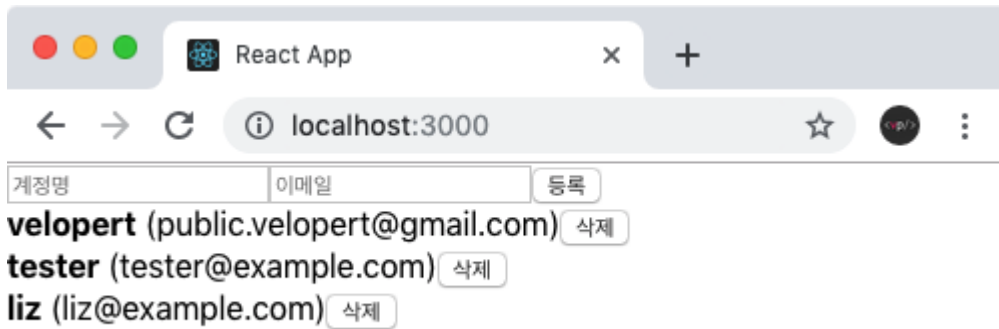 React App
localhost:3000
계정명 이메일 등록
velopert (public.velopert@gmail.com) 삭제
tester (tester@example.com) 삭제
liz (liz@example.com) 삭제